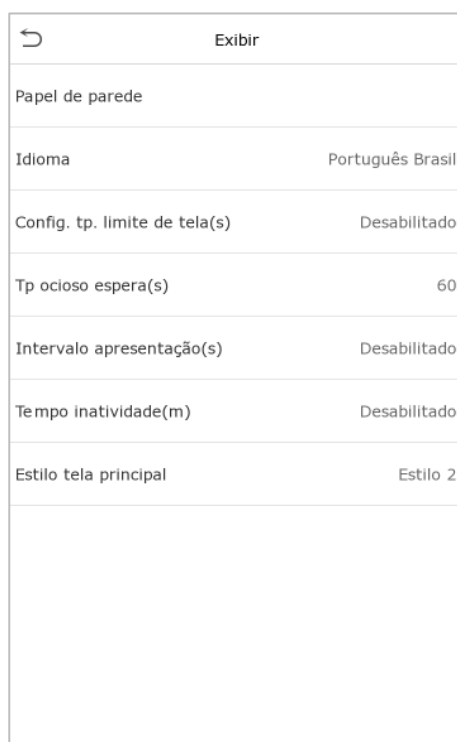 Exibir
Papel de parede
Idioma Português Brasil
Config. tp. limite de tela(s) Desabilitado
Tp ocioso espera(s) 60
Intervalo apresentação(s) Desabilitado
Tempo inatividade(m) Desabilitado
Estilo tela principal Estilo 2